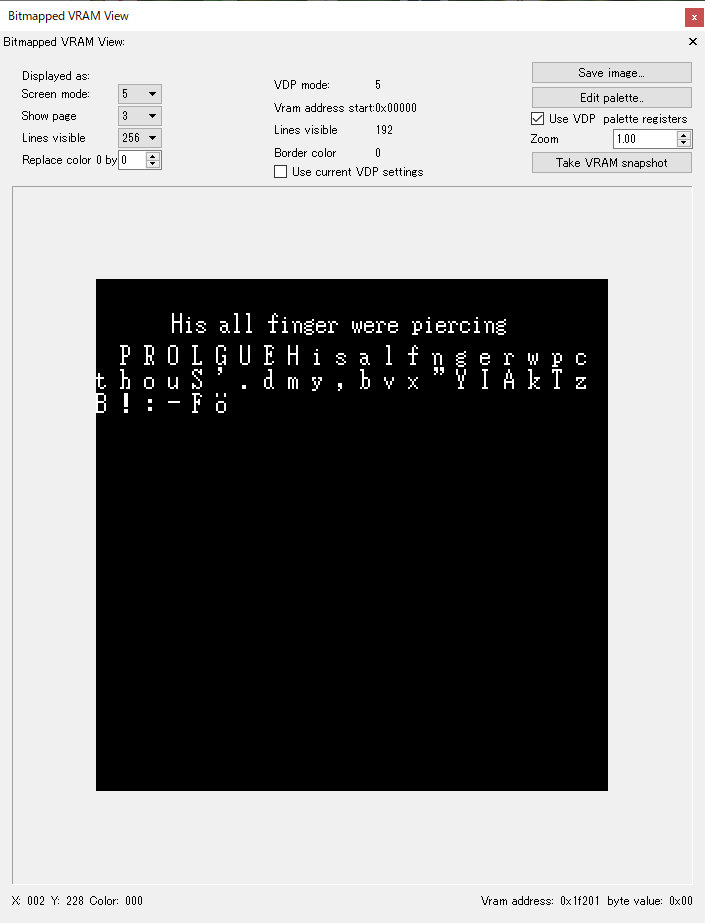 Bitmapped VRAM View
x
Bitmapped VRAM View:
Displayed as:
Screen mode: 5
Show page 3
Lines visible 256
Replace color 0 by 0
VDP mode: 5
Vram address start:0x00000
Lines visible 192
Border color 0
Use current VDP settings
Save image...
Edit palette..
Use VDP palette registers
Zoom 1.00
Take VRAM snapshot
His all finger were piercing
P R O L G U E H i s a l f n g e r w p c
t h o u S ’ . d m y , b v x ” Y I A k T z
B ! : - F ö
X: 002 Y: 228 Color: 000
Vram address: 0x1f201 byte value: 0x00